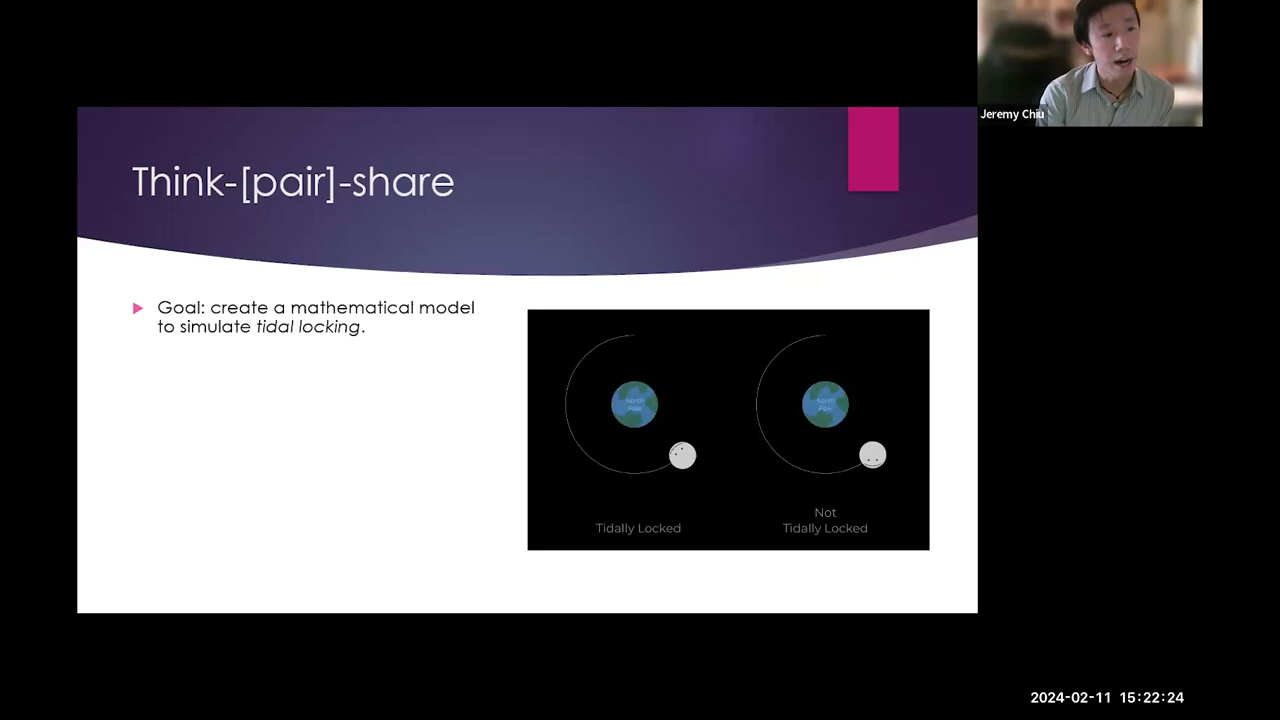 Jeremy Chiu
Think-[pair]-share
Goal: create a mathematical model
to simulate tidal locking.
North
Pole
North
Pole
Tidally Locked
Not
Tidally Locked
2024-02-11 15:22:24